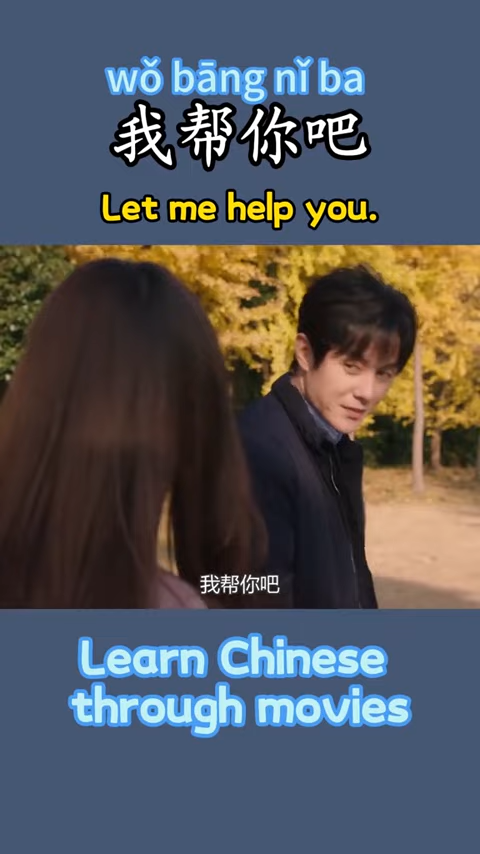 wǒ bāng nǐ ba
我帮你吧
Let me help you.
我帮你吧
Learn Chinese
through movies